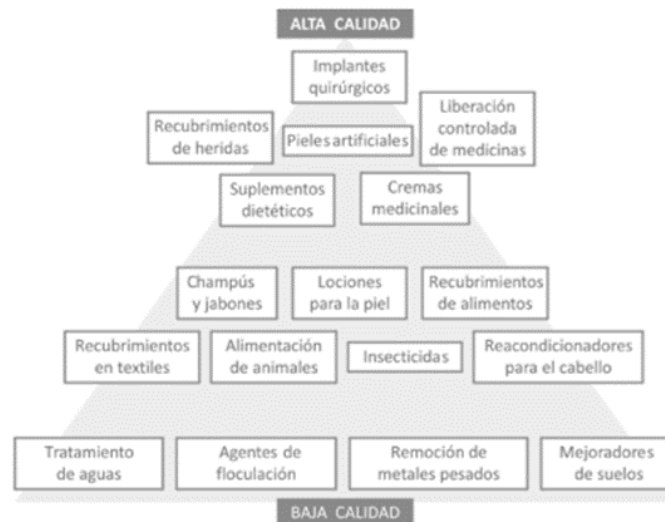 ALTA CALIDAD
Implantes
quirúrgicos
Recubrimientos
de heridas
Pieles artificiales
Liberación
controlada
de medicinas
Suplementos
dietéticos
Cremas
medicinales
Champús
y jabones
Lociones
para la piel
Recubrimientos
de alimentos
Recubrimientos
en textiles
Alimentación
de animales
Insecticidas
Reacondicionadores
para el cabello
Tratamiento
de aguas
Agentes de
floculación
Remoción de
metales pesados
Mejoradores
de suelos
BAJA CALIDAD